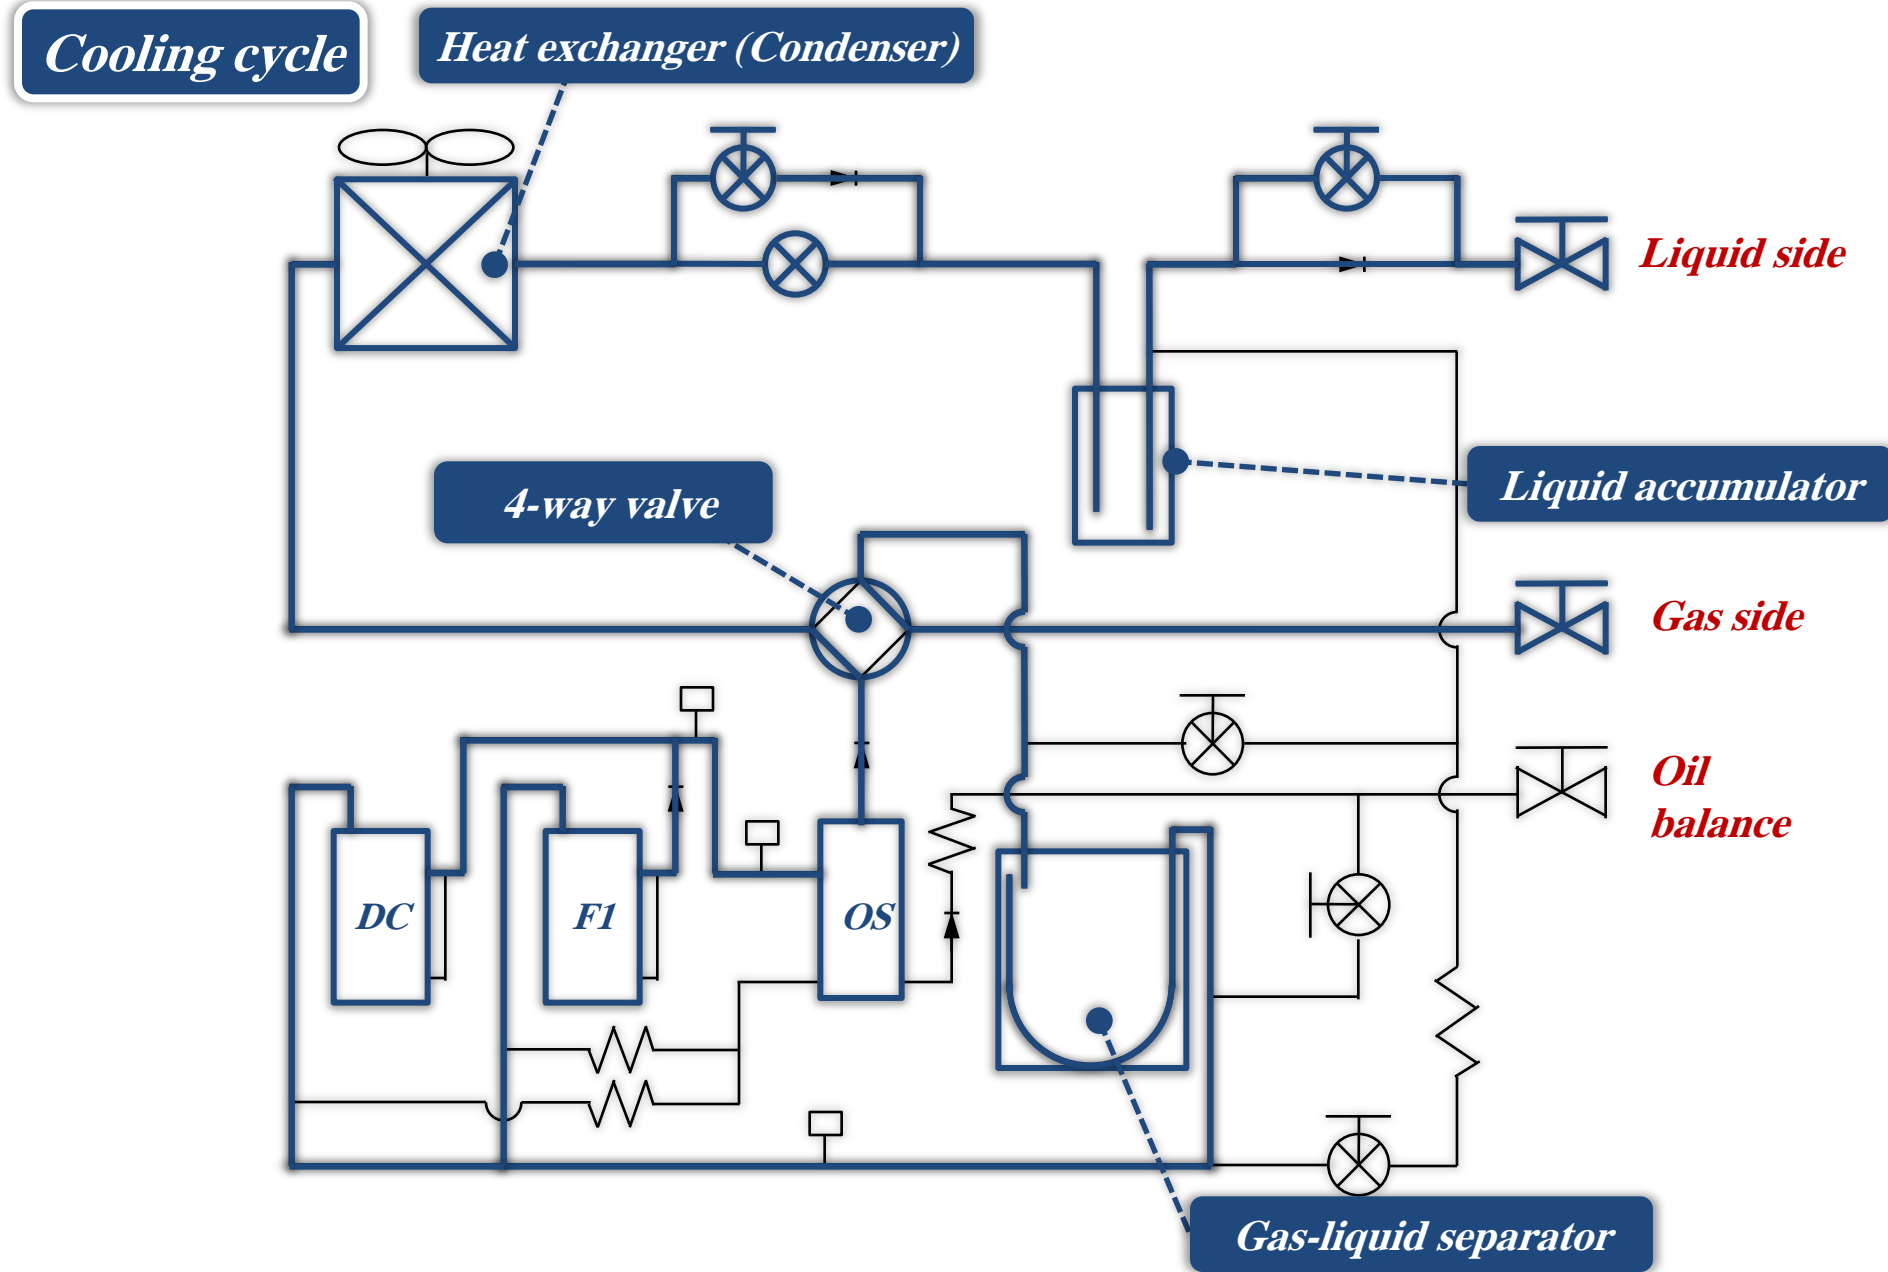 Cooling cycle
Heat exchanger (Condenser)
Liquid side
Liquid accumulator
4-way valve
Gas side
Oil
balance
DC
F1
OS
Gas-liquid separator